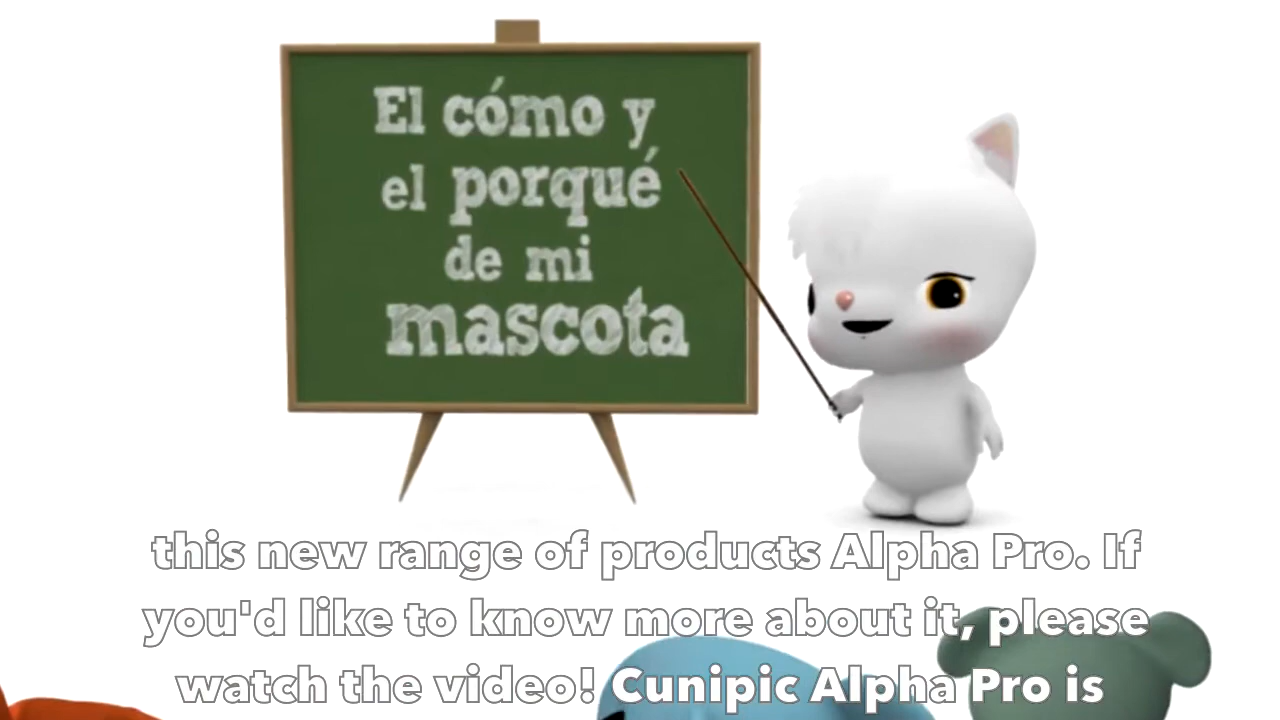 El cómo y
el porqué
de mi
mascota
this new range of products Alpha Pro. If
you'd like to know more about it, please
watch the video! Cunipic Alpha Pro is